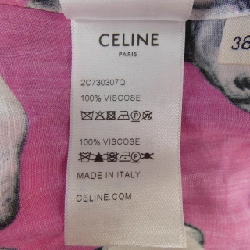 CELINE
PARIS
38
2C730307D
100% VISCOSE
100% VISCOSE
MADE IN ITALY
CELINE.COM